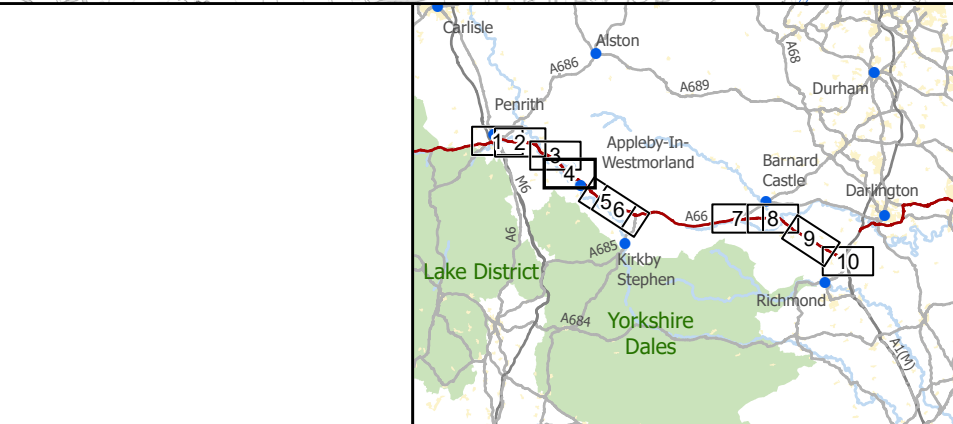 Carlisle
Alston
A68
A686
A689
Durham
Penrith
Appleby-In-
Westmorland
Barnard
Castle
Darlington
1
2
3
4
5
6
7
8
9
10
M6
A66
A6
A685
Kirkby
Stephen
Lake District
Richmond
A684
Yorkshire
Dales
A1(M)